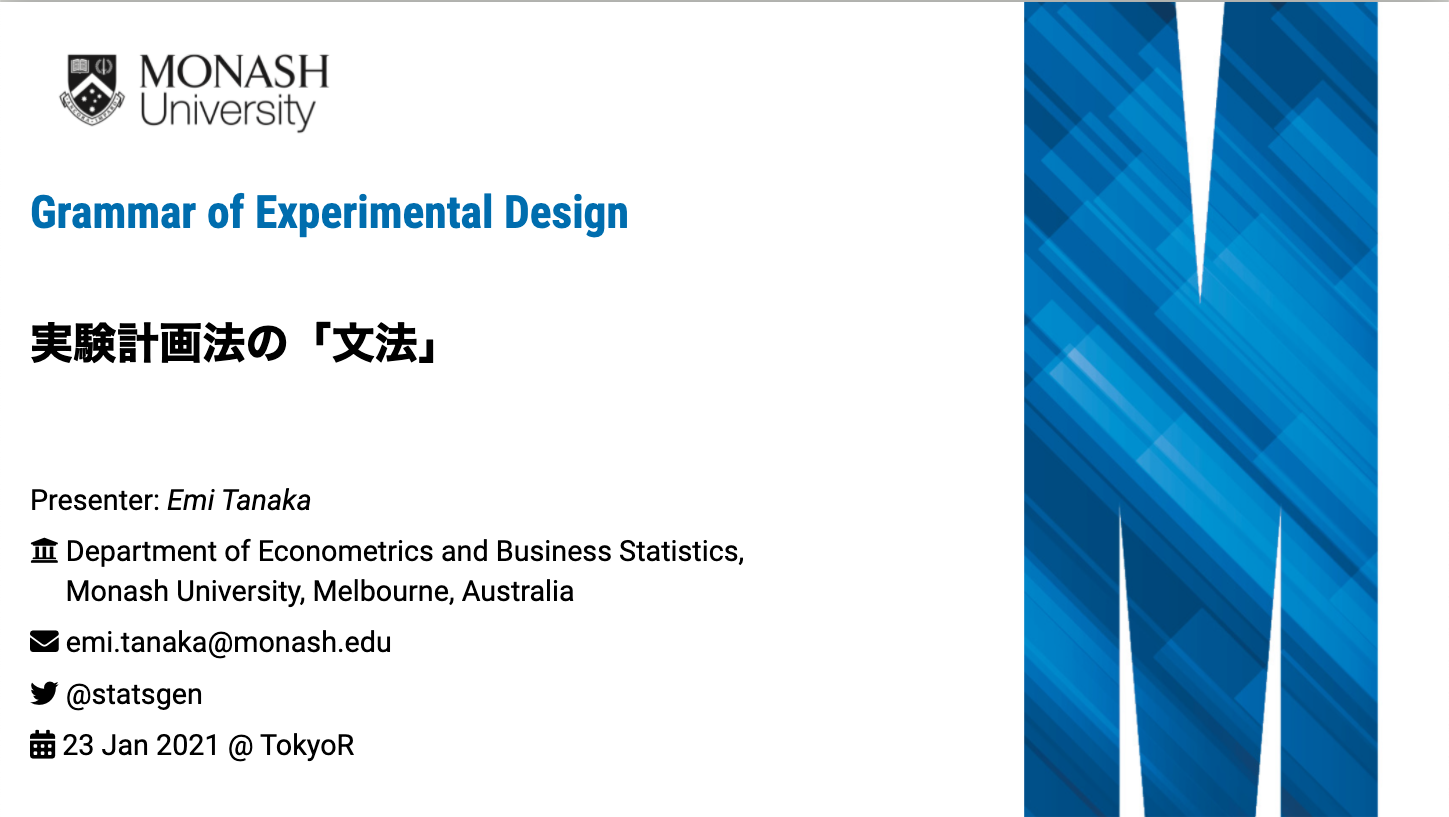 MONASH
University
Grammar of Experimental Design
実験計画法の「文法」
Presenter: Emi Tanaka
Department of Econometrics and Business Statistics,
Monash University, Melbourne, Australia
emi.tanaka@monash.edu
@statsgen
23 Jan 2021 @ TokyoR